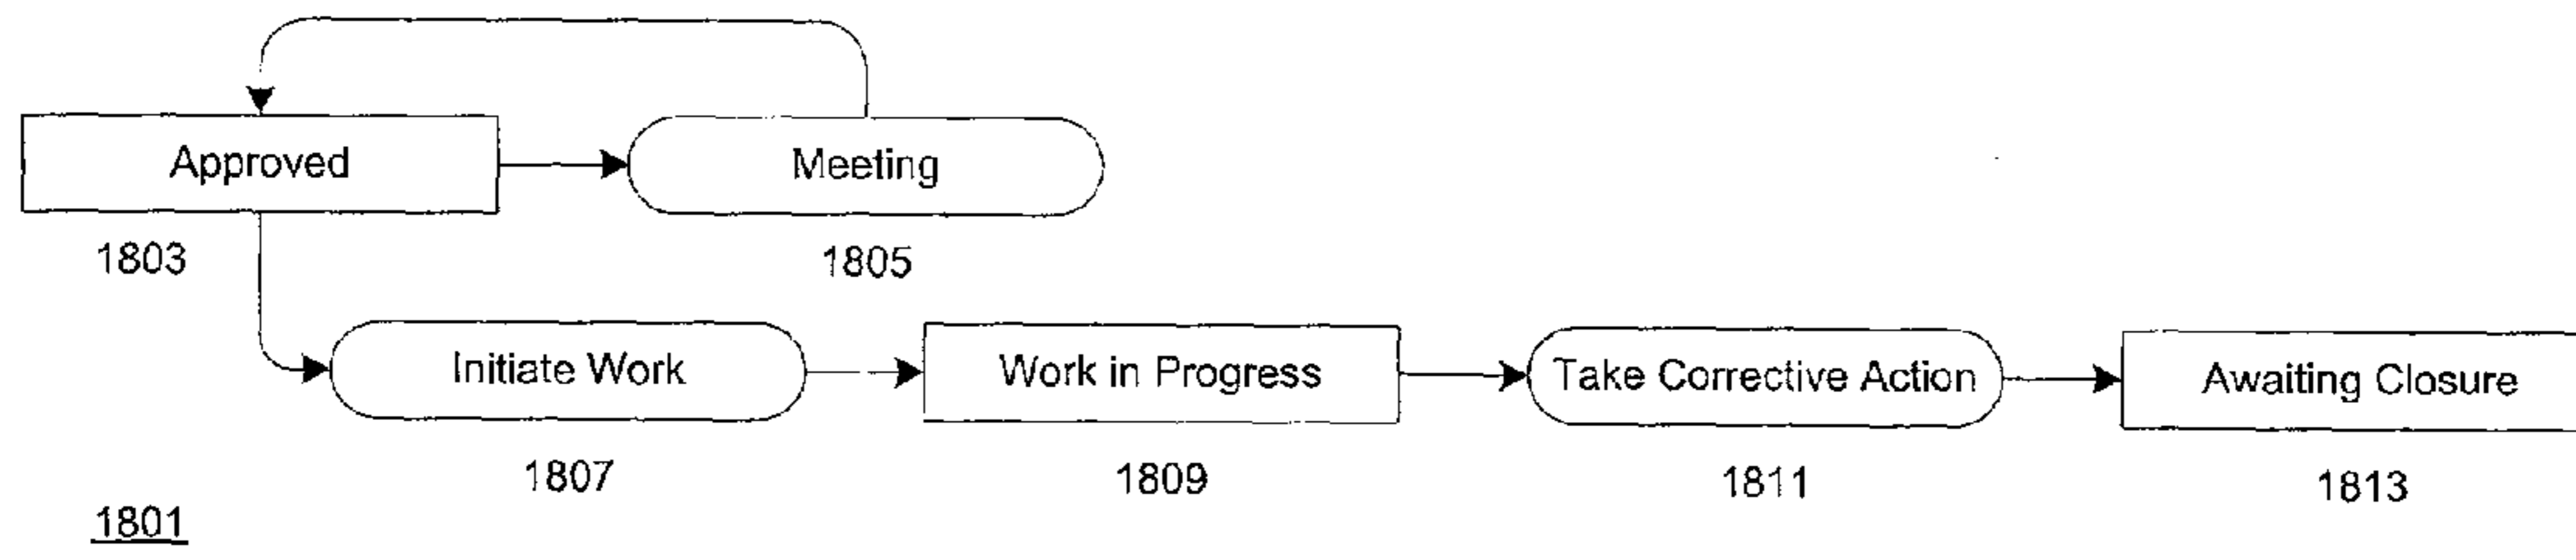 Approved
Meeting
1803
1805
Initiate Work
Work in Progress
Take Corrective Action
Awaiting Closure
1807
1809
1811
1813
1801